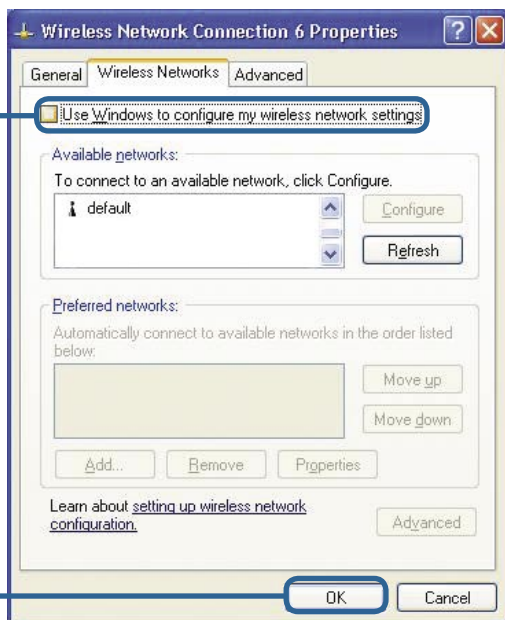 Wireless Network Connection 6 Properties
General Wireless Networks Advanced
Use Windows to configure my wireless network settings
Available networks:
To connect to an available network, click Configure.
default
Configure
Refresh
Preferred networks:
Automatically connect to available networks in the order listed
below:
Move up
Move down
Add... Remove Properties
Learn about setting up wireless network
configuration.
Advanced
OK Cancel